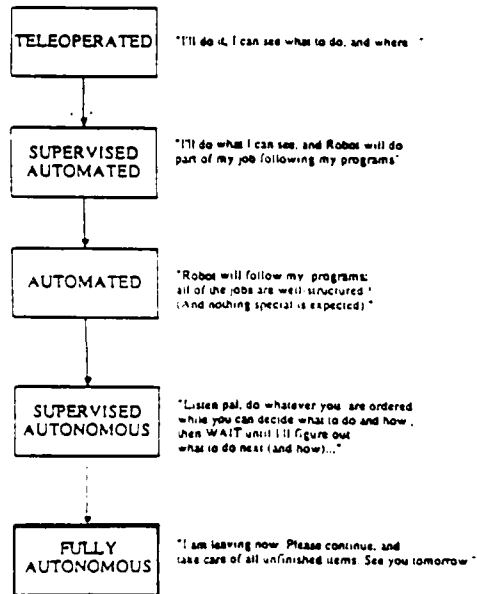 TELEOPERATED
"I'll do it, I can see what to do, and where "
SUPERVISED
AUTOMATED
"I'll do what I can see, and Robot will do
part of my job following my programs"
AUTOMATED
"Robot will follow my programs;
all of the jobs are well-structured
(And nothing special is expected) "
SUPERVISED
AUTONOMOUS
"Listen pal, do whatever you are ordered
while you can decide what to do and how ,
then WAIT until I'll figure out
what to do next (and how)..."
FULLY
AUTONOMOUS
"I am leaving now. Please continue, and
take care of all unfinished items. See you tomorrow "